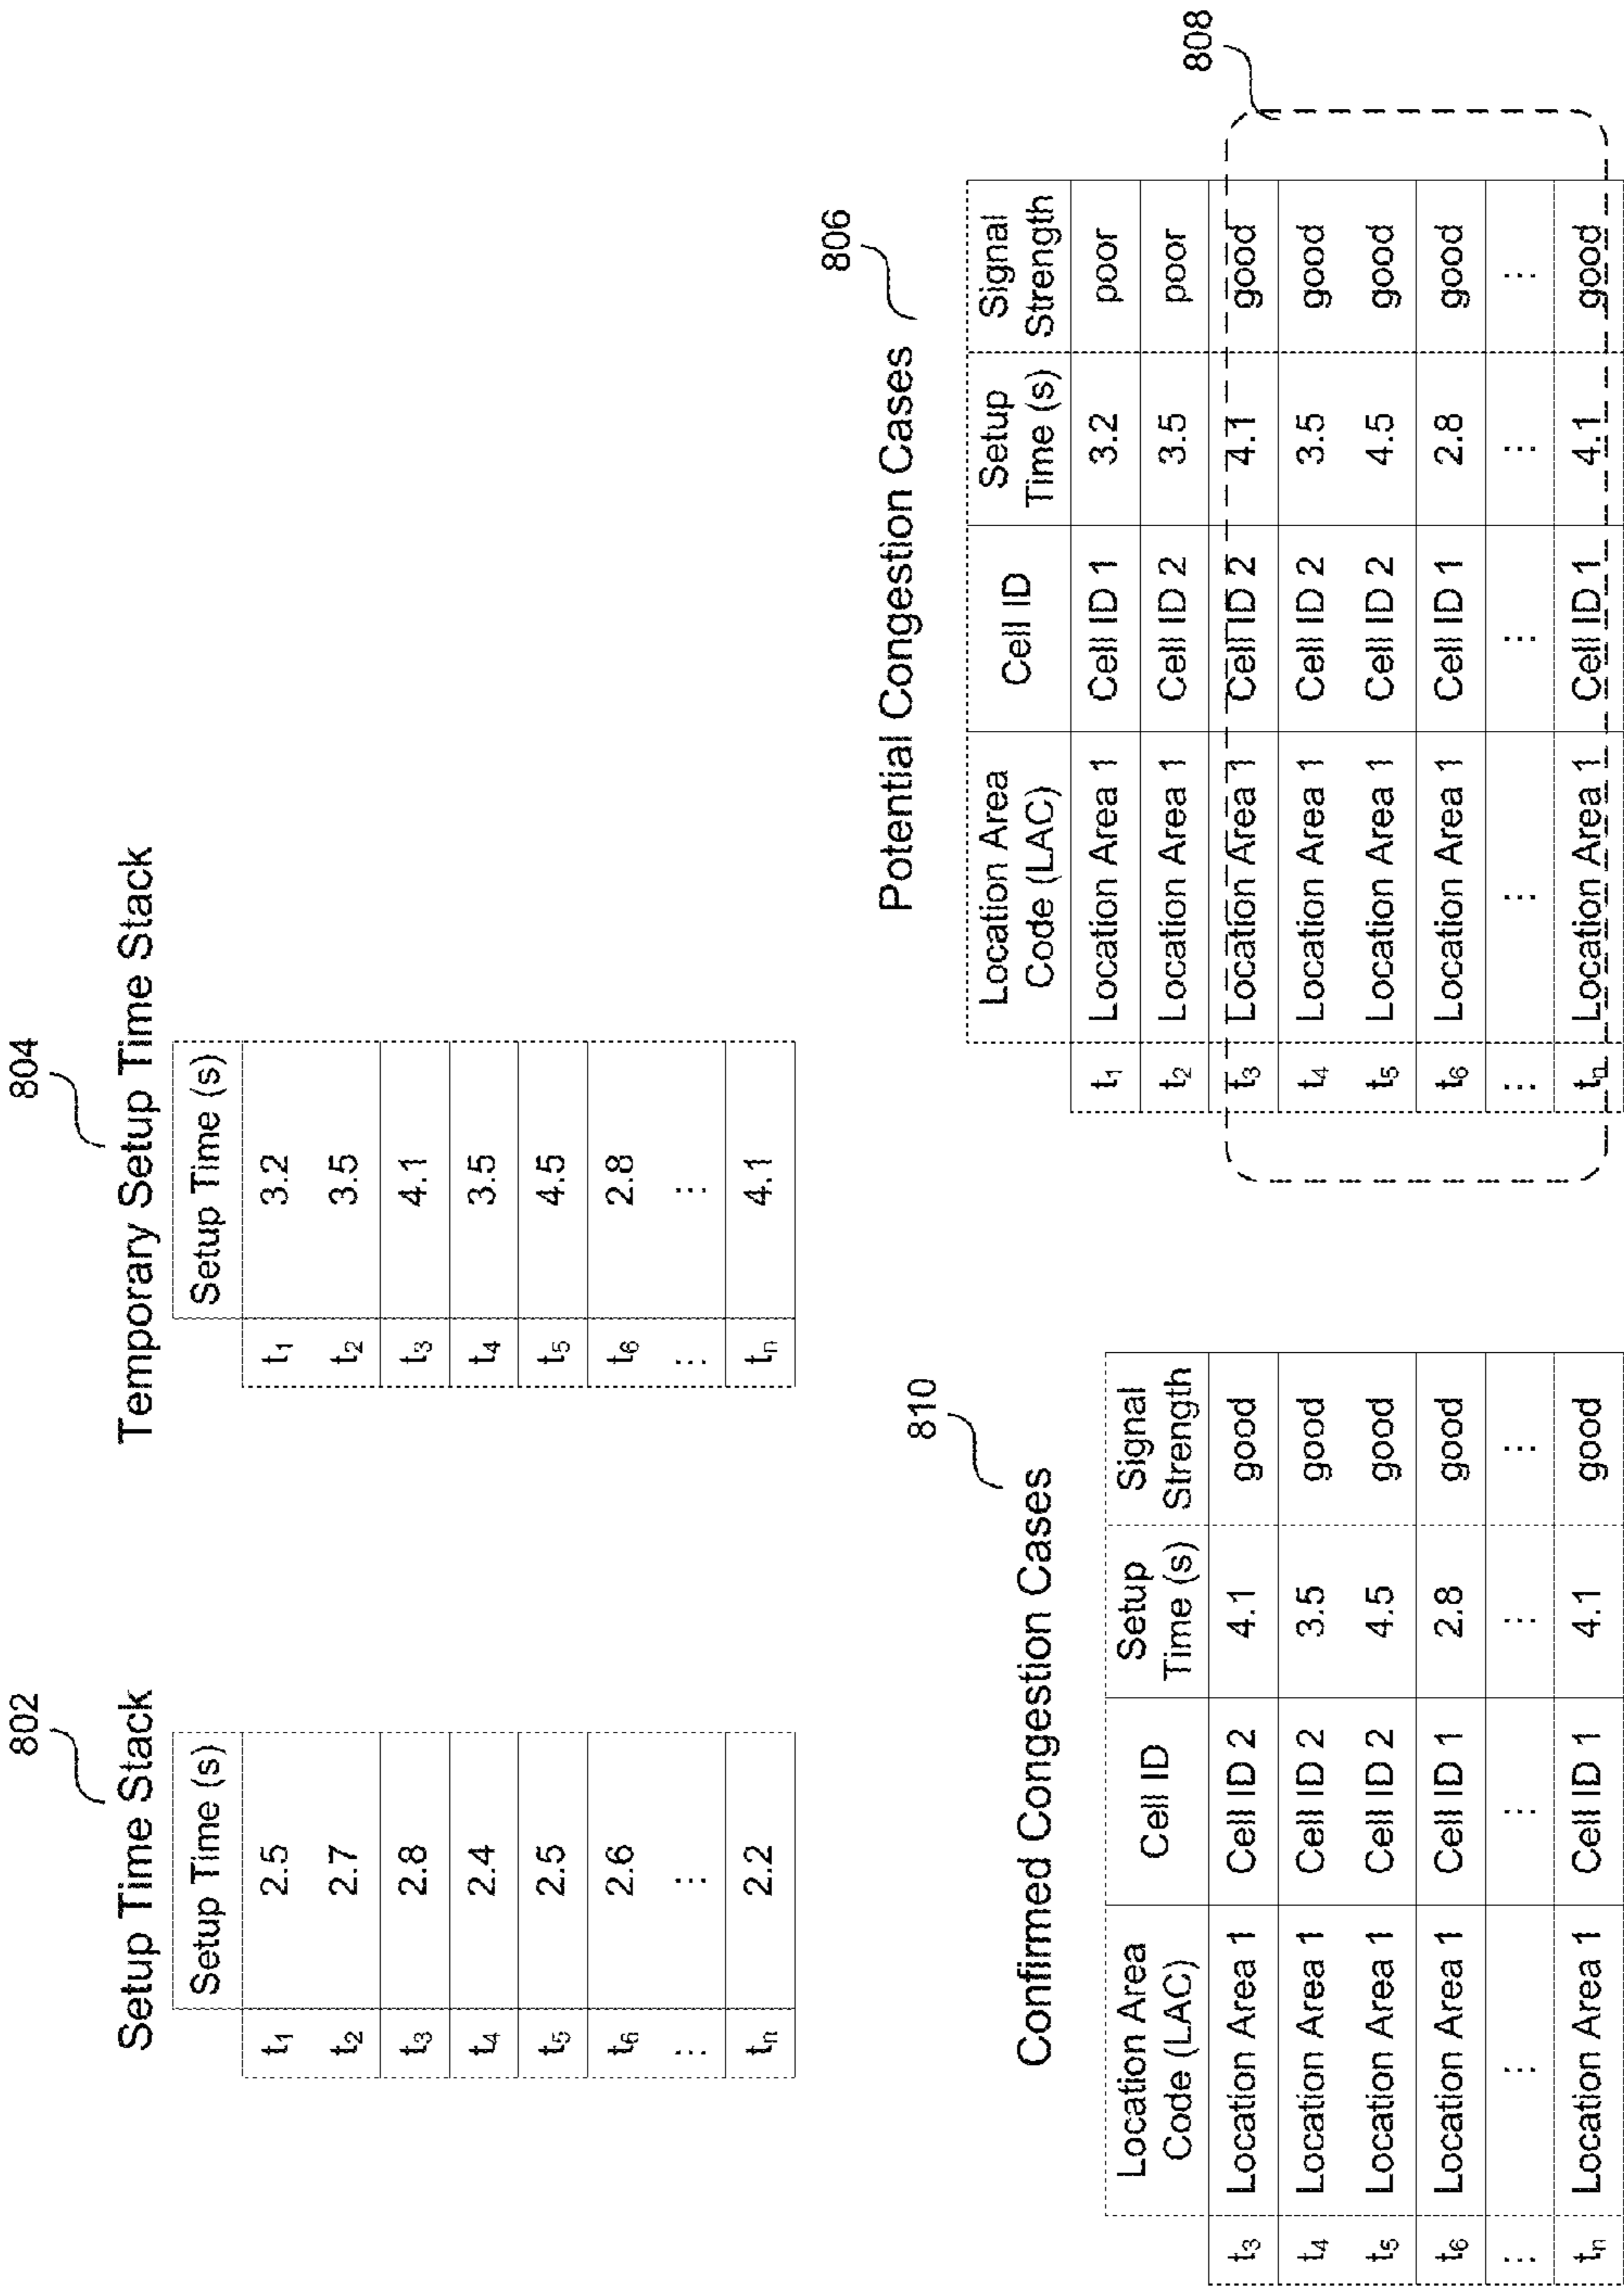 802
Setup Time Stack
Setup Time (s)
t1 2.5
t2 2.7
t3 2.8
t4 2.4
t5 2.5
t6 2.6
⋮ ⋮
tn 2.2
804
Temporary Setup Time Stack
Setup Time (s)
t1 3.2
t2 3.5
t3 4.1
t4 3.5
t5 4.5
t6 2.8
⋮ ⋮
tn 4.1
810
Confirmed Congestion Cases
Location Area Cell ID Setup Signal
Code (LAC) Time (s) Strength
t3 Location Area 1 Cell ID 2 4.1 good
t4 Location Area 1 Cell ID 2 3.5 good
t5 Location Area 1 Cell ID 2 4.5 good
t6 Location Area 1 Cell ID 1 2.8 good
⋮ ⋮ ⋮ ⋮ ⋮
tn Location Area 1 Cell ID 1 4.1 good
806
Potential Congestion Cases
Location Area Cell ID Setup Signal
Code (LAC) Time (s) Strength
t1 Location Area 1 Cell ID 1 3.2 poor
t2 Location Area 1 Cell ID 2 3.5 poor
t3 Location Area 1 Cell ID 2 4.1 good
t4 Location Area 1 Cell ID 2 3.5 good
t5 Location Area 1 Cell ID 2 4.5 good
t6 Location Area 1 Cell ID 1 2.8 good
⋮ ⋮ ⋮ ⋮ ⋮
tn Location Area 1 Cell ID 1 4.1 good
808